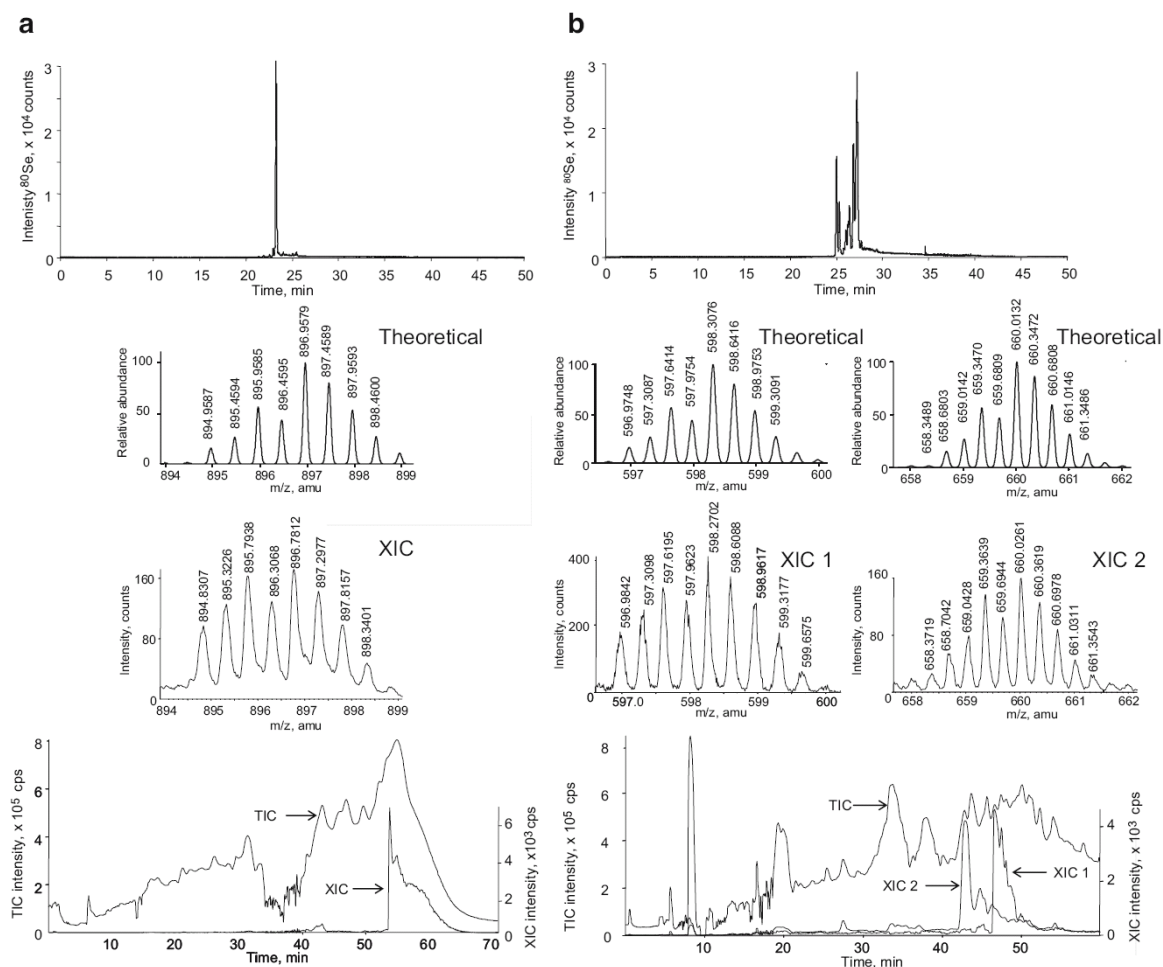 a
Intenisty ⁸⁰Se, x 10⁴ counts
3
2
1
0
0 5 10 15 20 25 30 35 40 45 50
Time, min
Theoretical
Relative abundance
100
50
0
894.9587
895.4594
895.9585
896.4595
896.9579
897.4589
897.9593
898.4600
894 895 896 897 898 899
m/z, amu
XIC
Intensity, counts
160
80
0
894.8307
895.3226
895.7938
896.3068
896.7812
897.2977
897.8157
898.3401
894 895 896 897 898 899
m/z, amu
TIC intensity, x 10⁵ cps
8
6
4
2
0
TIC
XIC
6
4
2
0
XIC intensity, x10³ cps
10 20 30 40 50 60 70
Time, min
b
Intensity ⁸⁰Se, x 10⁴ counts
3
2
1
0
0 5 10 15 20 25 30 35 40 45 50
Time, min
Theoretical
Relative abundance
100
50
0
596.9748
597.3087
597.6414
597.9754
598.3076
598.6416
598.9753
599.3091
597 598 599 600
m/z, amu
Theoretical
100
50
0
658.3489
658.6803
659.0142
659.3470
659.6809
660.0132
660.3472
660.6808
661.0146
661.3486
658 659 660 661 662
m/z, amu
XIC 1
Intensity, counts
400
200
0
596.9842
597.3098
597.6195
597.9623
598.2702
598.6088
598.9617
599.3177
599.6575
597.0 598 599 600
m/z, amu
XIC 2
160
80
0
658.3719
658.7042
659.0428
659.3639
659.6944
660.0261
660.3619
660.6978
661.0311
661.3543
658 659 660 661 662
m/z, amu
TIC intensity, x 10⁵ cps
8
6
4
2
0
TIC
XIC 2
XIC 1
4
2
0
XIC intensity, x 10³ cps
10 20 30 40 50
Time, min